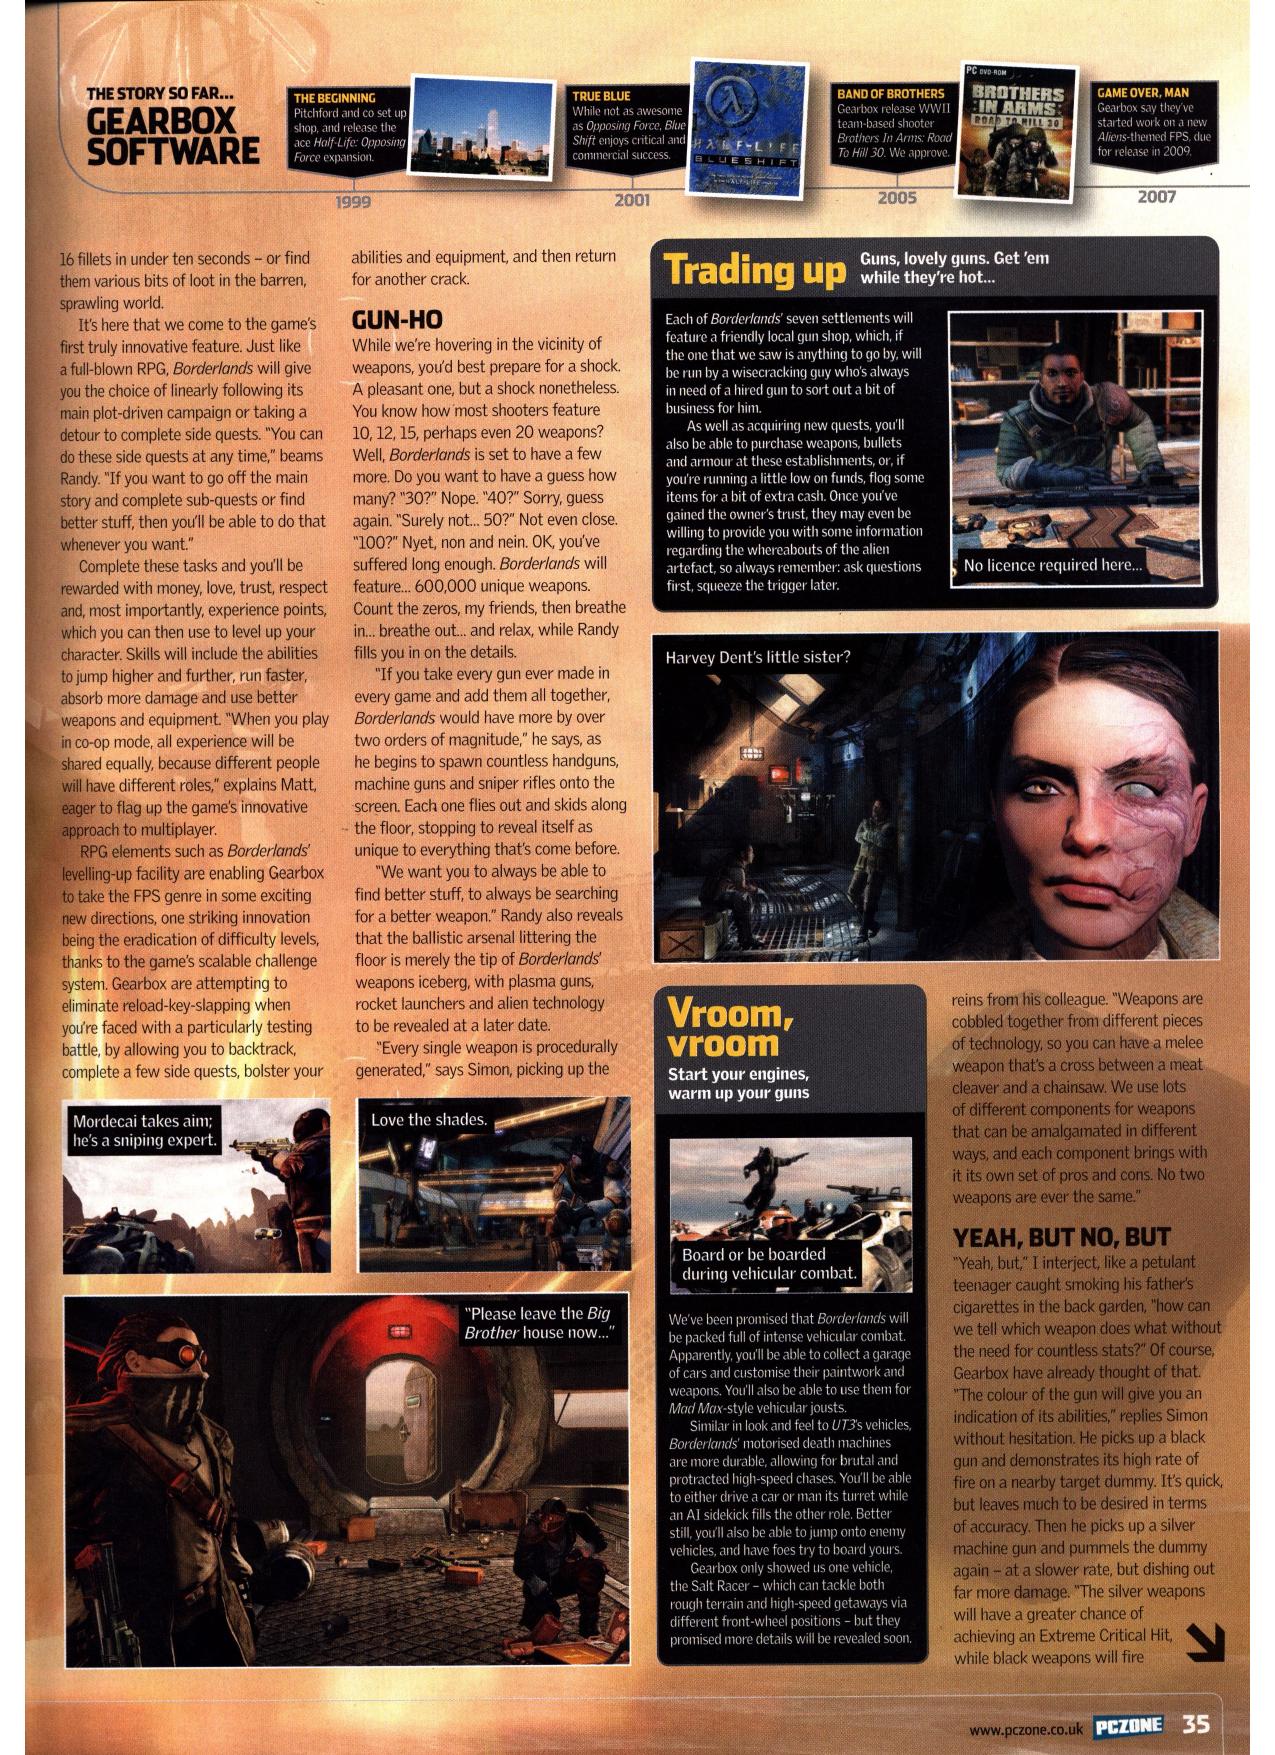 THE STORY SO FAR...
GEARBOX
SOFTWARE
THE BEGINNING
Pitchford and co set up
shop, and release the
ace Half-Life: Opposing
Force expansion.
1999
TRUE BLUE
While not as awesome
as Opposing Force, Blue
Shift enjoys critical and
commercial success.
2001
HALF-LIFE
BLUESHIFT
BAND OF BROTHERS
Gearbox release WWII
team-based shooter
Brothers In Arms: Road
To Hill 30. We approve.
2005
PC DVD-ROM
BROTHERS
IN ARMS
ROAD TO HILL 30
GAME OVER, MAN
Gearbox say they've
started work on a new
Aliens-themed FPS, due
for release in 2009.
2007
16 fillets in under ten seconds – or find
them various bits of loot in the barren,
sprawling world.
It's here that we come to the game's
first truly innovative feature. Just like
a full-blown RPG, Borderlands will give
you the choice of linearly following its
main plot-driven campaign or taking a
detour to complete side quests. "You can
do these side quests at any time," beams
Randy. "If you want to go off the main
story and complete sub-quests or find
better stuff, then you'll be able to do that
whenever you want."
Complete these tasks and you'll be
rewarded with money, love, trust, respect
and, most importantly, experience points,
which you can then use to level up your
character. Skills will include the abilities
to jump higher and further, run faster,
absorb more damage and use better
weapons and equipment. "When you play
in co-op mode, all experience will be
shared equally, because different people
will have different roles," explains Matt,
eager to flag up the game's innovative
approach to multiplayer.
RPG elements such as Borderlands'
levelling-up facility are enabling Gearbox
to take the FPS genre in some exciting
new directions, one striking innovation
being the eradication of difficulty levels,
thanks to the game's scalable challenge
system. Gearbox are attempting to
eliminate reload-key-slapping when
you're faced with a particularly testing
battle, by allowing you to backtrack,
complete a few side quests, bolster your
abilities and equipment, and then return
for another crack.
GUN-HO
While we're hovering in the vicinity of
weapons, you'd best prepare for a shock.
A pleasant one, but a shock nonetheless.
You know how most shooters feature
10, 12, 15, perhaps even 20 weapons?
Well, Borderlands is set to have a few
more. Do you want to have a guess how
many? "30?" Nope. "40?" Sorry, guess
again. "Surely not... 50?" Not even close.
"100?" Nyet, non and nein. OK, you've
suffered long enough. Borderlands will
feature... 600,000 unique weapons.
Count the zeros, my friends, then breathe
in... breathe out... and relax, while Randy
fills you in on the details.
"If you take every gun ever made in
every game and add them all together,
Borderlands would have more by over
two orders of magnitude," he says, as
he begins to spawn countless handguns,
machine guns and sniper rifles onto the
screen. Each one flies out and skids along
the floor, stopping to reveal itself as
unique to everything that's come before.
"We want you to always be able to
find better stuff, to always be searching
for a better weapon." Randy also reveals
that the ballistic arsenal littering the
floor is merely the tip of Borderlands'
weapons iceberg, with plasma guns,
rocket launchers and alien technology
to be revealed at a later date.
"Every single weapon is procedurally
generated," says Simon, picking up the
Mordecai takes aim;
he's a sniping expert.
Love the shades.
"Please leave the Big
Brother house now..."
Trading up
Guns, lovely guns. Get 'em
while they're hot...
Each of Borderlands' seven settlements will
feature a friendly local gun shop, which, if
the one that we saw is anything to go by, will
be run by a wisecracking guy who's always
in need of a hired gun to sort out a bit of
business for him.
As well as acquiring new quests, you'll
also be able to purchase weapons, bullets
and armour at these establishments, or, if
you're running a little low on funds, flog some
items for a bit of extra cash. Once you've
gained the owner's trust, they may even be
willing to provide you with some information
regarding the whereabouts of the alien
artefact, so always remember: ask questions
first, squeeze the trigger later.
No licence required here...
Harvey Dent's little sister?
Vroom,
vroom
Start your engines,
warm up your guns
Board or be boarded
during vehicular combat.
We've been promised that Borderlands will
be packed full of intense vehicular combat.
Apparently, you'll be able to collect a garage
of cars and customise their paintwork and
weapons. You'll also be able to use them for
Mad Max-style vehicular jousts.
Similar in look and feel to UT3's vehicles,
Borderlands' motorised death machines
are more durable, allowing for brutal and
protracted high-speed chases. You'll be able
to either drive a car or man its turret while
an AI sidekick fills the other role. Better
still, you'll also be able to jump onto enemy
vehicles, and have foes try to board yours.
Gearbox only showed us one vehicle,
the Salt Racer – which can tackle both
rough terrain and high-speed getaways via
different front-wheel positions – but they
promised more details will be revealed soon.
reins from his colleague. "Weapons are
cobbled together from different pieces
of technology, so you can have a melee
weapon that's a cross between a meat
cleaver and a chainsaw. We use lots
of different components for weapons
that can be amalgamated in different
ways, and each component brings with
it its own set of pros and cons. No two
weapons are ever the same."
YEAH, BUT NO, BUT
"Yeah, but," I interject, like a petulant
teenager caught smoking his father's
cigarettes in the back garden, "how can
we tell which weapon does what without
the need for countless stats?" Of course,
Gearbox have already thought of that.
"The colour of the gun will give you an
indication of its abilities," replies Simon
without hesitation. He picks up a black
gun and demonstrates its high rate of
fire on a nearby target dummy. It's quick,
but leaves much to be desired in terms
of accuracy. Then he picks up a silver
machine gun and pummels the dummy
again – at a slower rate, but dishing out
far more damage. "The silver weapons
will have a greater chance of
achieving an Extreme Critical Hit,
while black weapons will fire
www.pczone.co.uk PCZONE 35